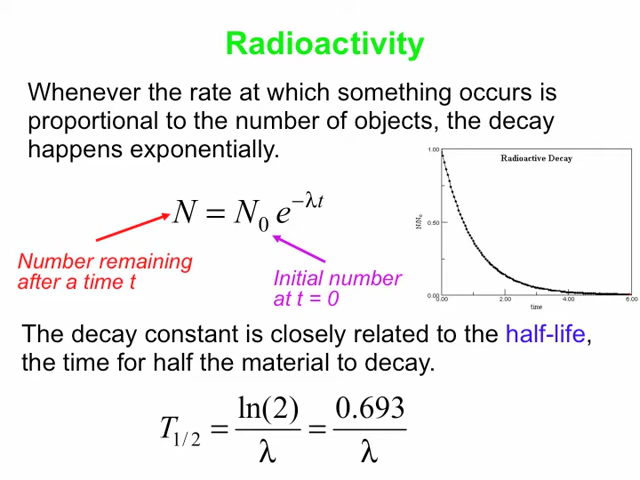 Radioactivity
Whenever the rate at which something occurs is
proportional to the number of objects, the decay
happens exponentially.
N = N₀ e^{−λt}
Number remaining
after a time t
Initial number
at t = 0
1.00
Radioactive Decay
N/N₀
0.50
0.00
0.00 2.00 4.00 6.00
time
The decay constant is closely related to the half-life,
the time for half the material to decay.
T₁/₂ = ln(2)/λ = 0.693/λ